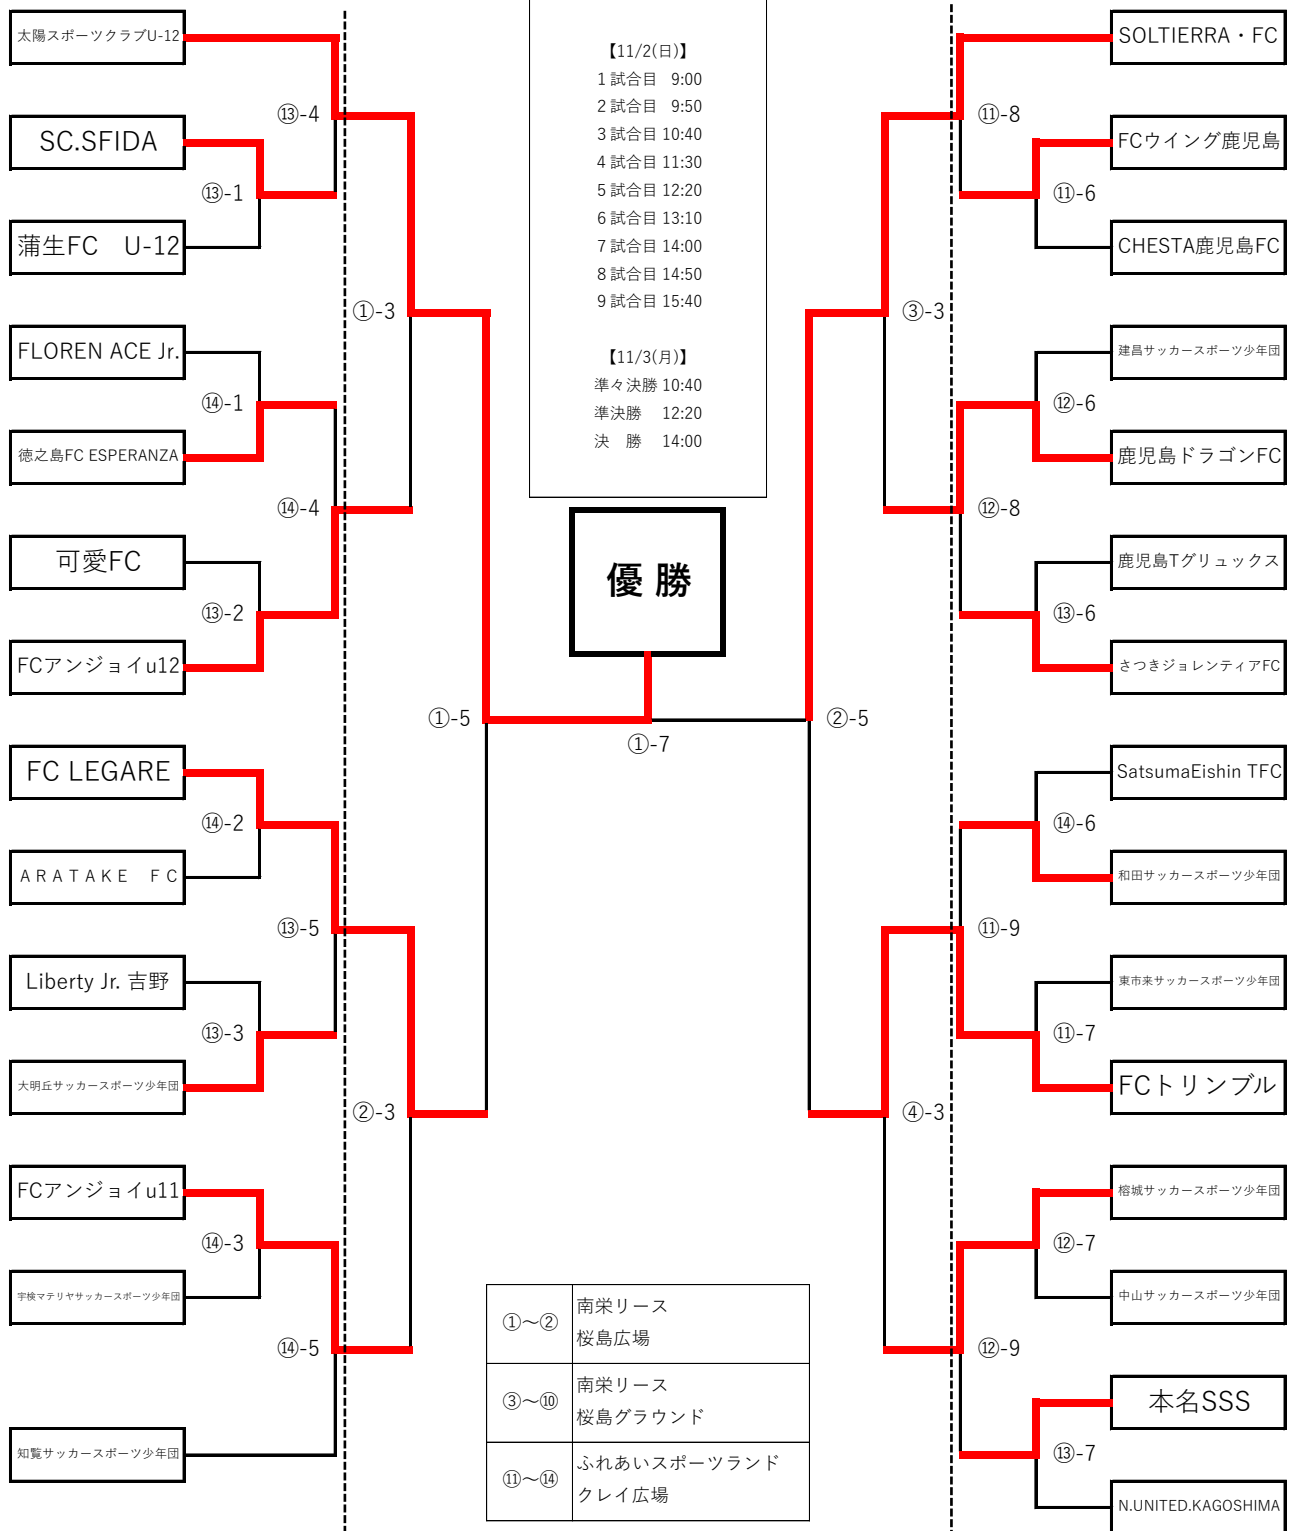 太陽スポーツクラブU-12
SC.SFIDA
蒲生FC　U-12
FLOREN ACE Jr.
徳之島FC ESPERANZA
可愛FC
FCアンジョイu12
FC LEGARE
ＡＲＡＴＡＫＥ　ＦＣ
Liberty Jr. 吉野
大明丘サッカースポーツ少年団
FCアンジョイu11
宇検マテリヤサッカースポーツ少年団
知覧サッカースポーツ少年団
⑬-4
⑬-1
①-3
⑭-1
⑭-4
⑬-2
①-5
⑭-2
⑬-5
⑬-3
②-3
⑭-3
⑭-5
【11/2(日)】
1 試合目 9:00
2 試合目 9:50
3 試合目 10:40
4 試合目 11:30
5 試合目 12:20
6 試合目 13:10
7 試合目 14:00
8 試合目 14:50
9 試合目 15:40
【11/3(月)】
準々決勝 10:40
準決勝 12:20
決　勝 14:00
優 勝
①-7
①～②
南栄リース
桜島広場
③～⑩
南栄リース
桜島グラウンド
⑪～⑭
ふれあいスポーツランド
クレイ広場
⑪-8
⑪-6
③-3
⑫-6
⑫-8
⑬-6
②-5
⑭-6
⑪-9
⑪-7
④-3
⑫-7
⑫-9
⑬-7
SOLTIERRA・FC
FCウイング鹿児島
CHESTA鹿児島FC
建昌サッカースポーツ少年団
鹿児島ドラゴンFC
鹿児島Tグリュックス
さつきジョレンティアFC
SatsumaEishin TFC
和田サッカースポーツ少年団
東市来サッカースポーツ少年団
FCトリンブル
榕城サッカースポーツ少年団
中山サッカースポーツ少年団
本名SSS
N.UNITED.KAGOSHIMA